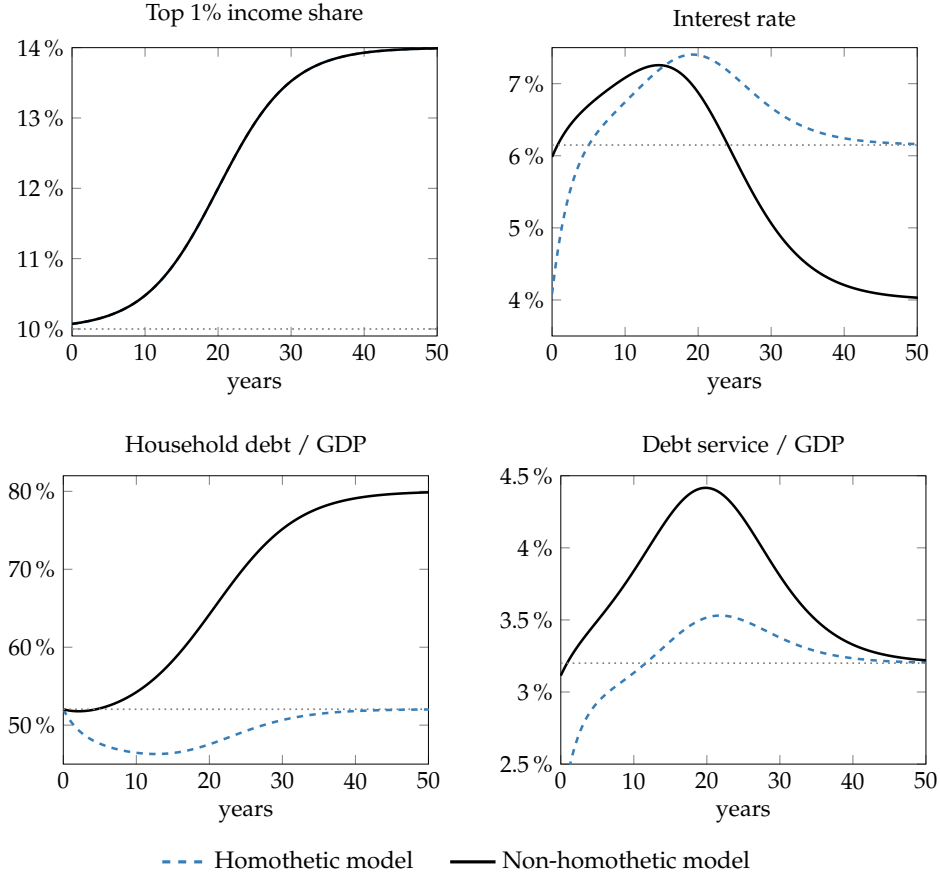 Top 1% income share
14 %
13 %
12 %
11 %
10 %
0 10 20 30 40 50
years
Interest rate
7 %
6 %
5 %
4 %
0 10 20 30 40 50
years
Household debt / GDP
80 %
70 %
60 %
50 %
0 10 20 30 40 50
years
Debt service / GDP
4.5 %
4 %
3.5 %
3 %
2.5 %
0 10 20 30 40 50
years
Homothetic model Non-homothetic model